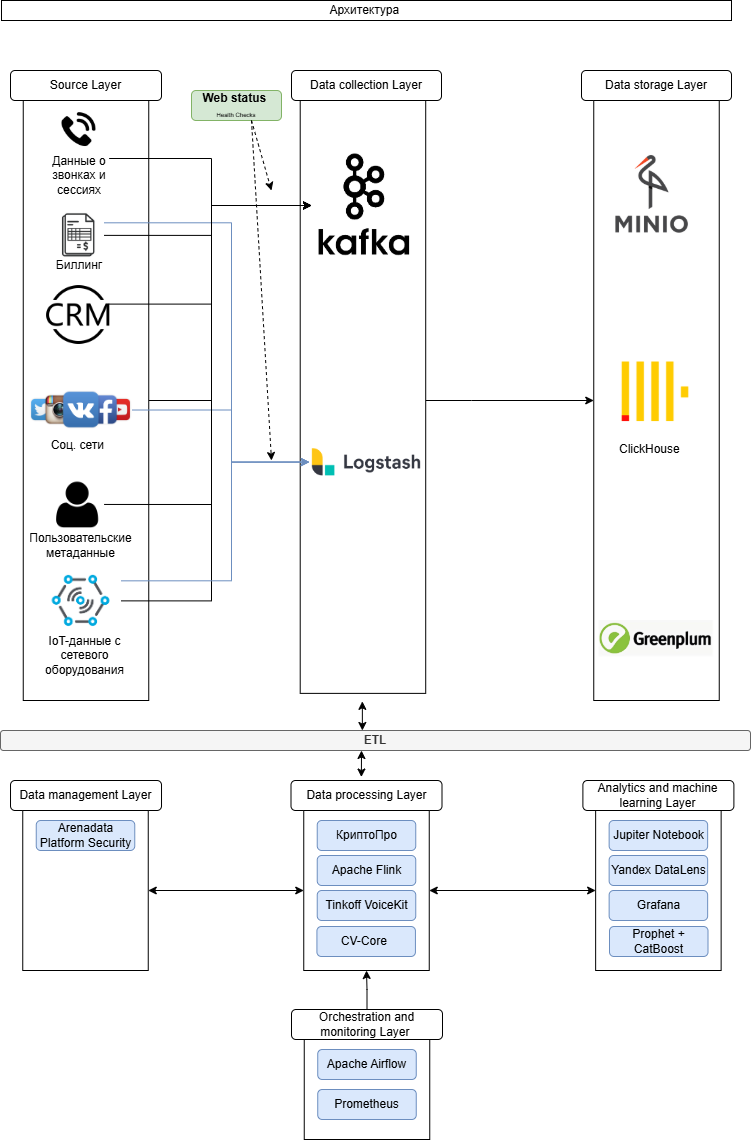 Архитектура
Source Layer
Data collection Layer
Data storage Layer
Web status
Health Checks
Данные о
звонках и
сессиях
Биллинг
CRM
Соц. сети
Пользовательские
метаданные
IoT-данные с
сетевого
оборудования
kafka
Logstash
MINIO
ClickHouse
Greenplum
ETL
Data management Layer
Arenadata
Platform Security
Data processing Layer
КриптоПро
Apache Flink
Tinkoff VoiceKit
CV-Core
Analytics and machine
learning Layer
Jupiter Notebook
Yandex DataLens
Grafana
Prophet +
CatBoost
Orchestration and
monitoring Layer
Apache Airflow
Prometheus